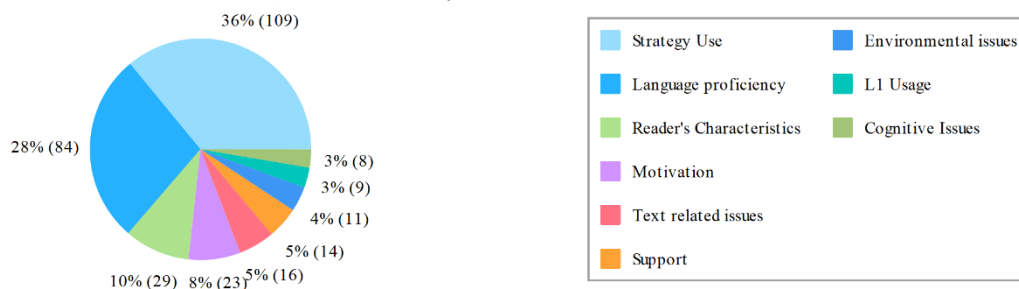 36% (109)
28% (84)
10% (29)
8% (23)
5% (16)
5% (14)
4% (11)
3% (9)
3% (8)
Strategy Use
Language proficiency
Reader's Characteristics
Motivation
Text related issues
Support
Environmental issues
L1 Usage
Cognitive Issues